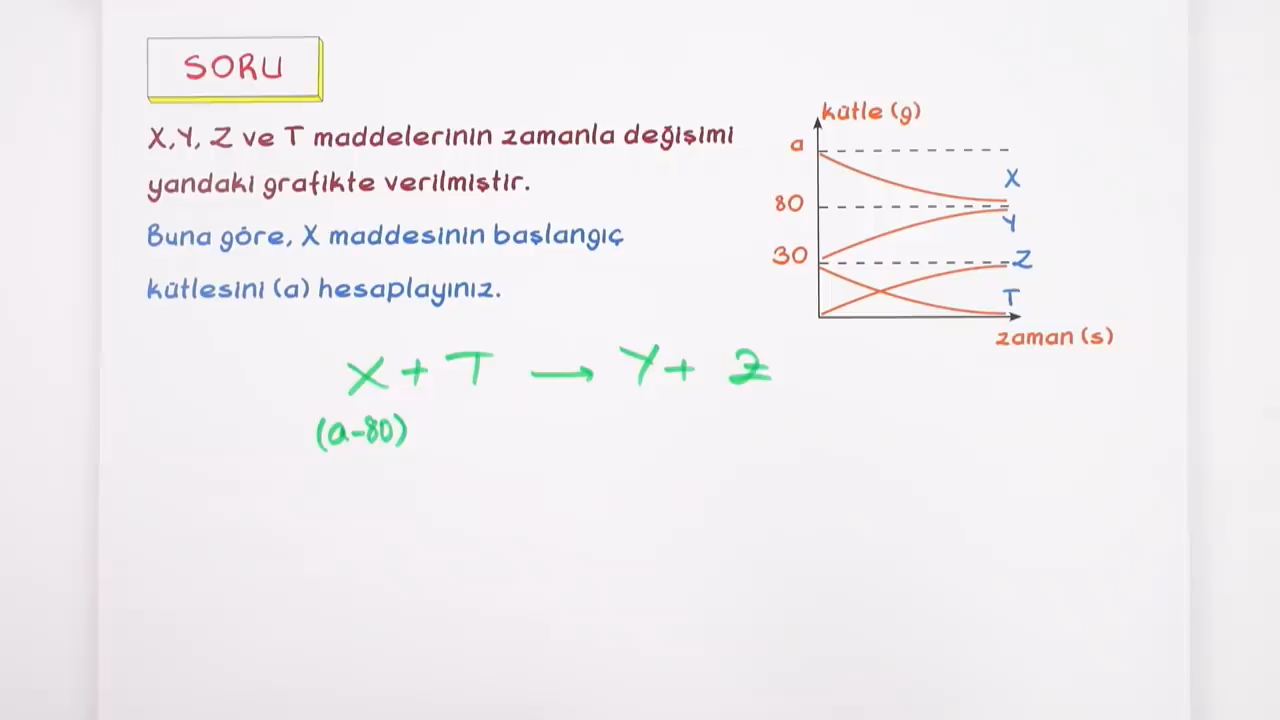 SORU
X, Y, Z ve T maddelerinin zamanla değişimi
yandaki grafikte verilmiştir.
Buna göre, X maddesinin başlangıç
kütlesini (a) hesaplayınız.
kütle (g)
a
80
30
X
Y
Z
T
zaman (s)
X + T → Y + Z
(a-80)